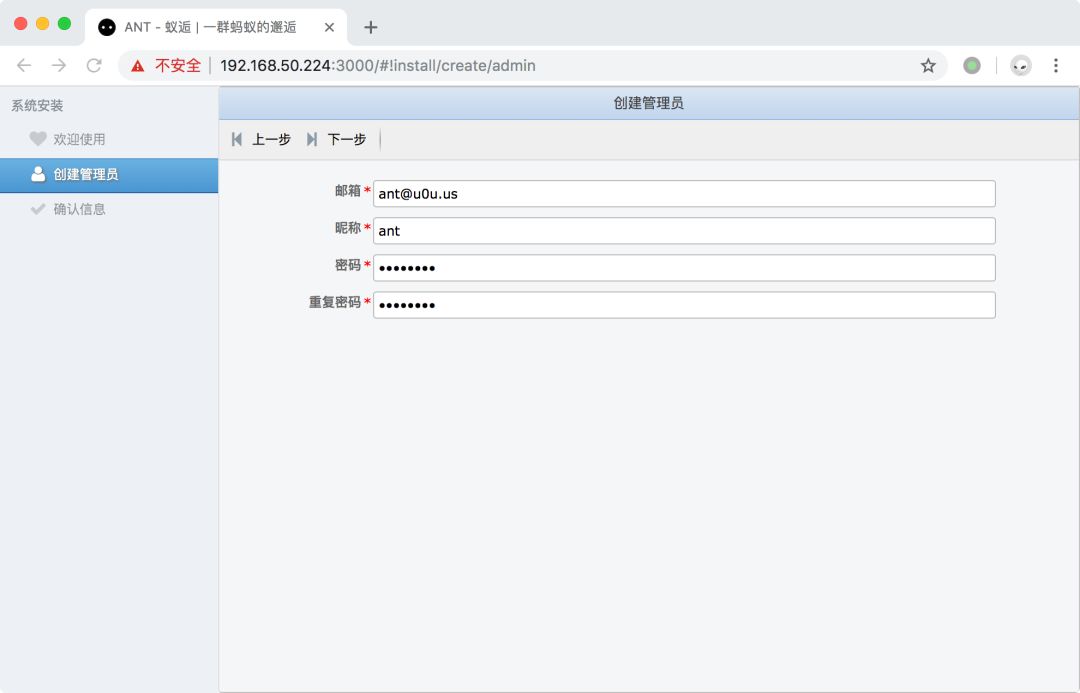 ANT - 蚁逅 | 一群蚂蚁的邂逅
不安全 | 192.168.50.224:3000/#!install/create/admin
系统安装
欢迎使用
创建管理员
确认信息
创建管理员
上一步 下一步
邮箱* ant@u0u.us
昵称* ant
密码* ••••••••
重复密码* ••••••••